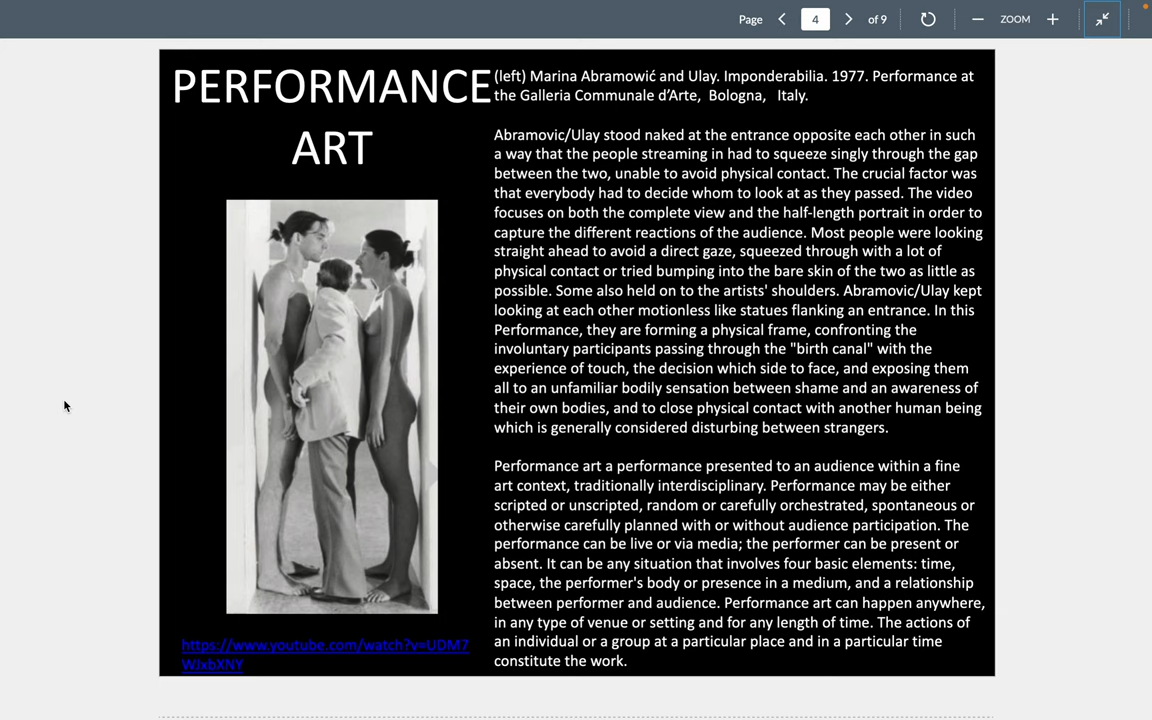 Page 4 of 9 ZOOM
PERFORMANCE
ART
(left) Marina Abramowić and Ulay. Imponderabilia. 1977. Performance at
the Galleria Communale d'Arte, Bologna, Italy.
Abramovic/Ulay stood naked at the entrance opposite each other in such
a way that the people streaming in had to squeeze singly through the gap
between the two, unable to avoid physical contact. The crucial factor was
that everybody had to decide whom to look at as they passed. The video
focuses on both the complete view and the half-length portrait in order to
capture the different reactions of the audience. Most people were looking
straight ahead to avoid a direct gaze, squeezed through with a lot of
physical contact or tried bumping into the bare skin of the two as little as
possible. Some also held on to the artists' shoulders. Abramovic/Ulay kept
looking at each other motionless like statues flanking an entrance. In this
Performance, they are forming a physical frame, confronting the
involuntary participants passing through the "birth canal" with the
experience of touch, the decision which side to face, and exposing them
all to an unfamiliar bodily sensation between shame and an awareness of
their own bodies, and to close physical contact with another human being
which is generally considered disturbing between strangers.
Performance art a performance presented to an audience within a fine
art context, traditionally interdisciplinary. Performance may be either
scripted or unscripted, random or carefully orchestrated, spontaneous or
otherwise carefully planned with or without audience participation. The
performance can be live or via media; the performer can be present or
absent. It can be any situation that involves four basic elements: time,
space, the performer's body or presence in a medium, and a relationship
between performer and audience. Performance art can happen anywhere,
in any type of venue or setting and for any length of time. The actions of
an individual or a group at a particular place and in a particular time
constitute the work.
https://www.youtube.com/watch?v=UDM7
WJxbXNY